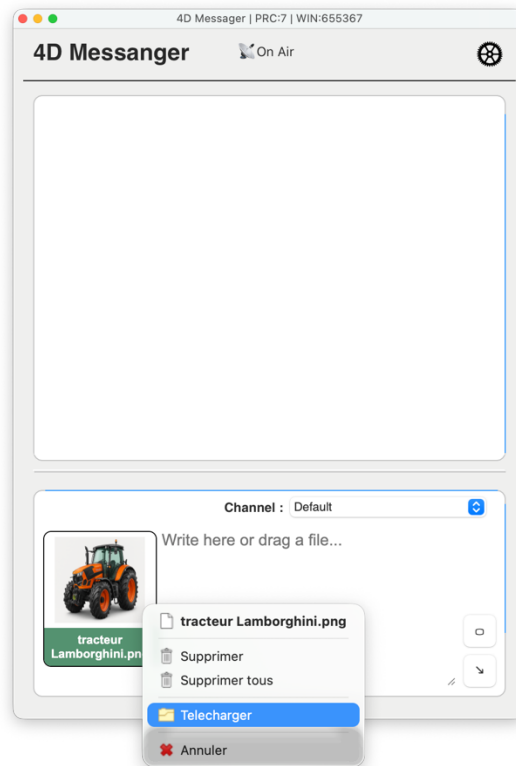 4D Messager | PRC:7 | WIN:655367
4D Messanger
On Air
Channel :
Default
Write here or drag a file...
tracteur
Lamborghini.pn
tracteur Lamborghini.png
Supprimer
Supprimer tous
Telecharger
Annuler